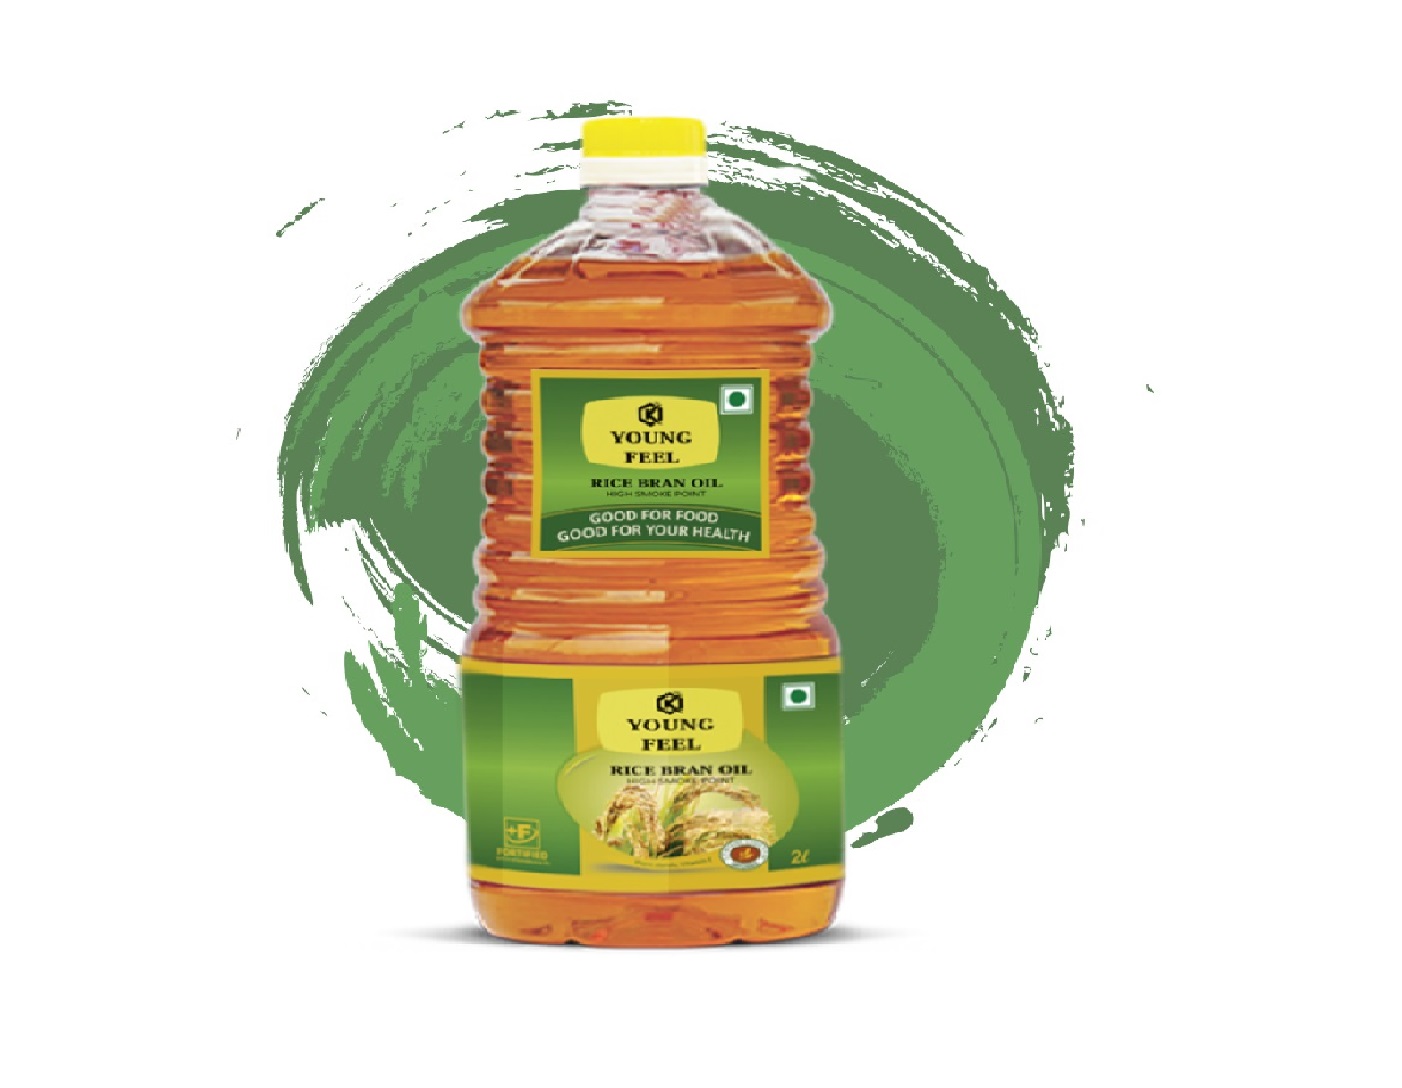 K
YOUNG
FEEL
RICE BRAN OIL
HIGH SMOKE POINT
GOOD FOR FOOD
GOOD FOR YOUR HEALTH
K
YOUNG
FEEL
RICE BRAN OIL
HIGH SMOKE POINT
+F
FORTIFIED
2ℓ